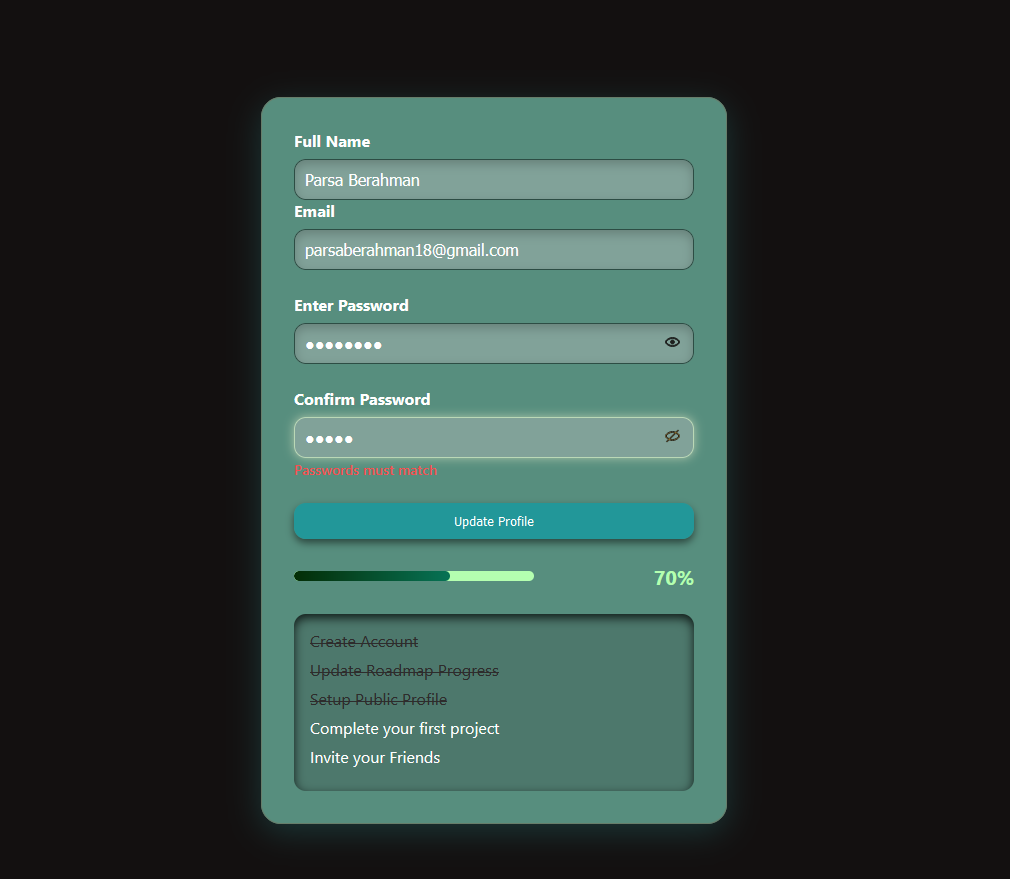 Full Name
Parsa Berahman
Email
parsaberahman18@gmail.com
Enter Password
●●●●●●●●
Confirm Password
●●●●●
Passwords must match
Update Profile
70%
Create Account
Update Roadmap Progress
Setup Public Profile
Complete your first project
Invite your Friends